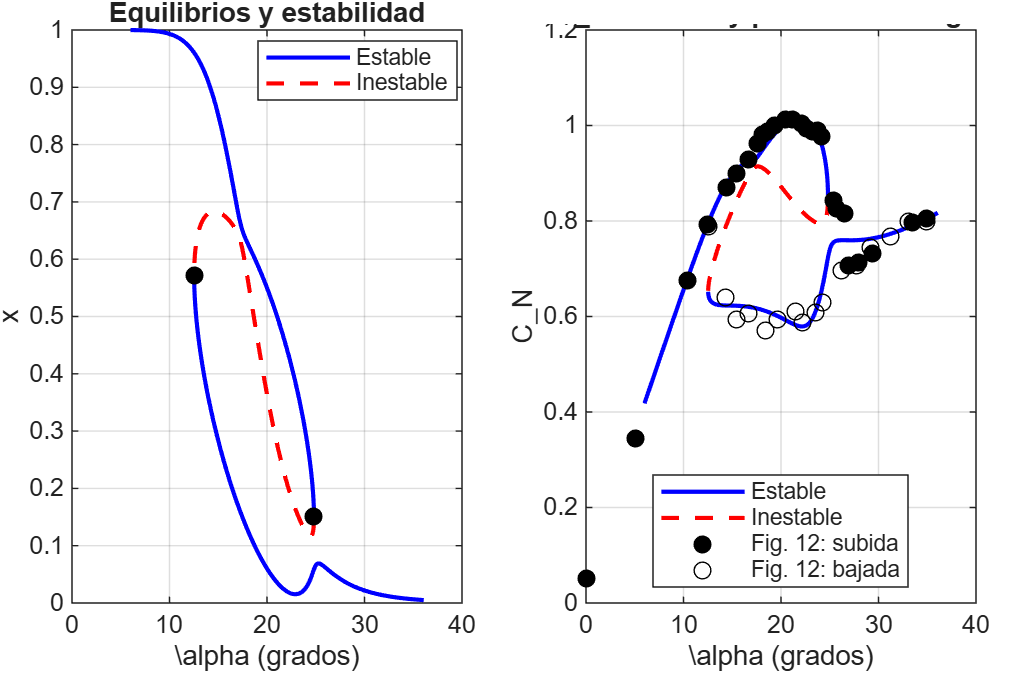 Equilibrios y estabilidad
1
0.9
0.8
0.7
0.6
0.5
0.4
0.3
0.2
0.1
0
x
0 10 20 30 40
\alpha (grados)
Estable
Inestable
1.2
1
0.8
0.6
0.4
0.2
0
C_N
0 10 20 30 40
\alpha (grados)
Estable
Inestable
Fig. 12: subida
Fig. 12: bajada